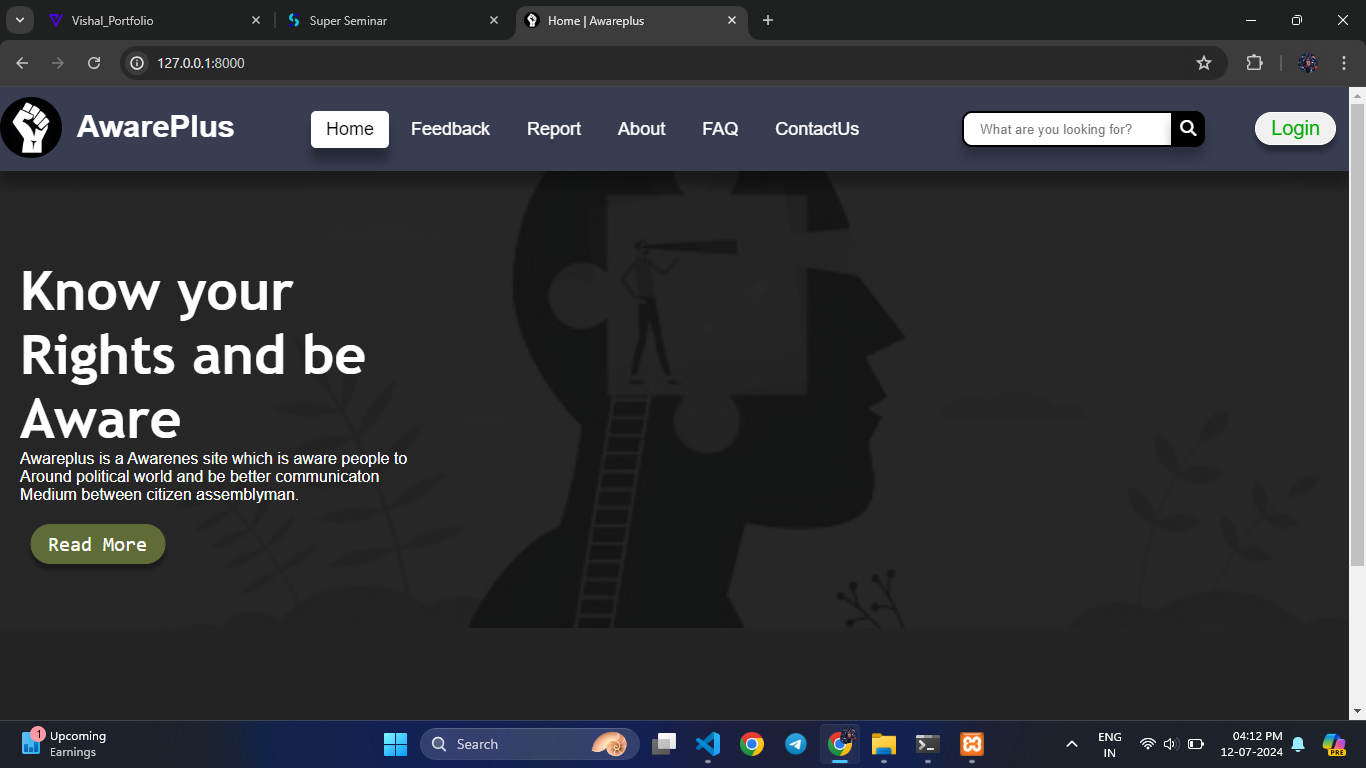 Vishal_Portfolio
Super Seminar
Home | Awareplus
127.0.0.1:8000
AwarePlus
Home
Feedback
Report
About
FAQ
ContactUs
What are you looking for?
Login
Know your
Rights and be
Aware
Awareplus is a Awarenes site which is aware people to
Around political world and be better communicaton
Medium between citizen assemblyman.
Read More
1
Upcoming
Earnings
Search
ENG
IN
04:12 PM
12-07-2024
PRE